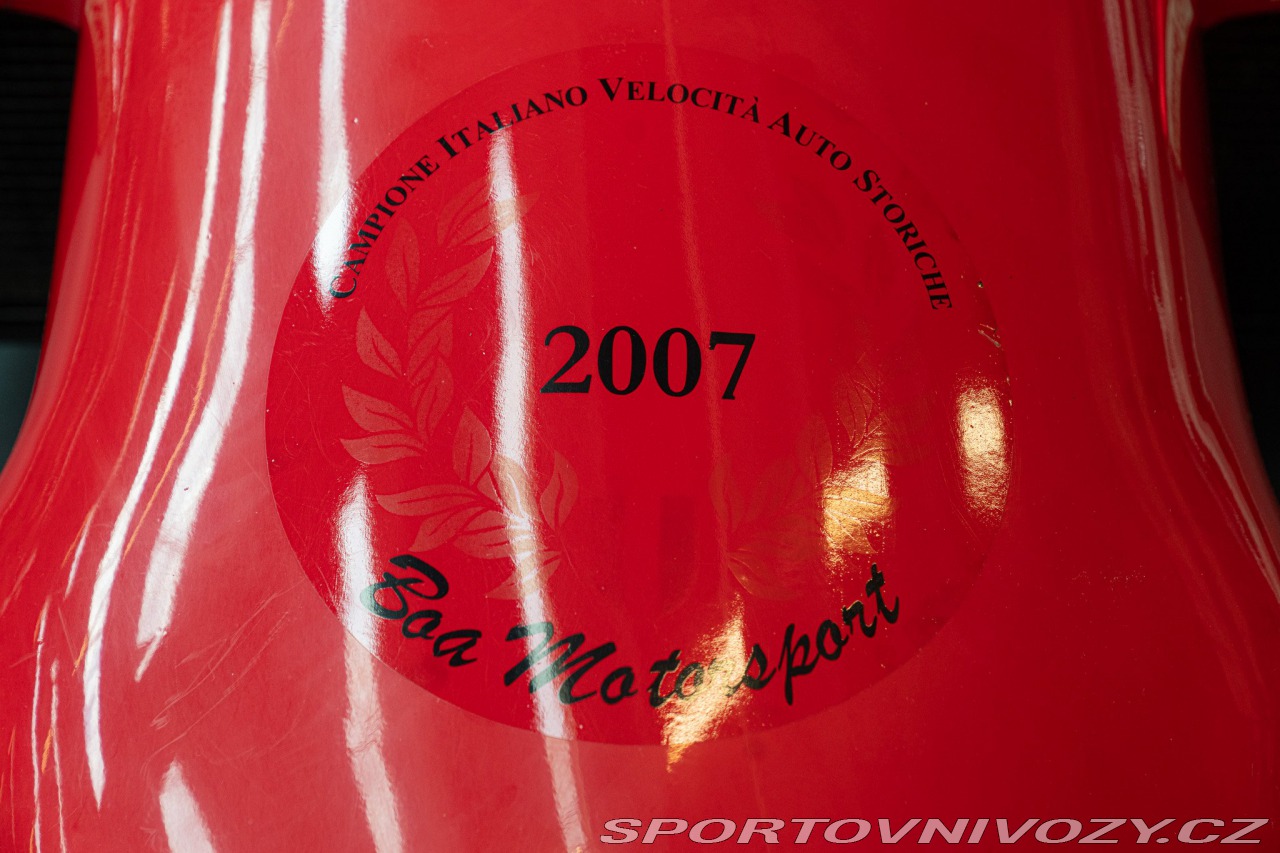 Campione Italiano Velocità Auto Storiche
2007
Boa Motorsport
SPORTOVNIVOZY.CZ